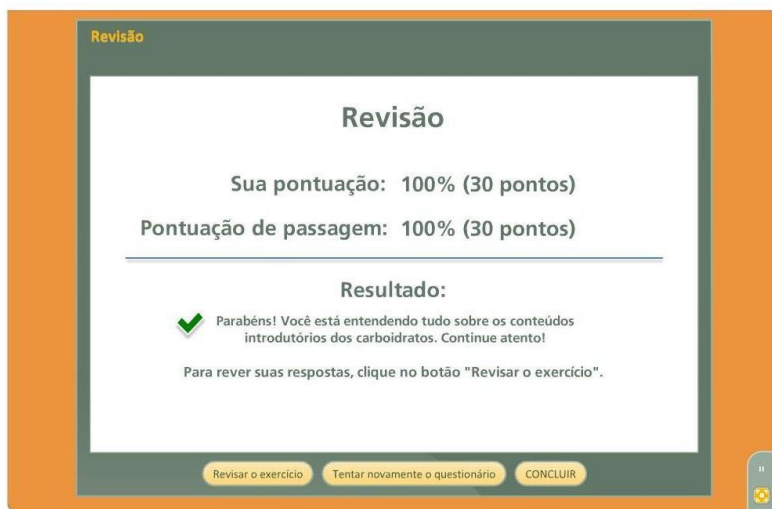 Revisão
Revisão
Sua pontuação: 100% (30 pontos)
Pontuação de passagem: 100% (30 pontos)
Resultado:
Parabéns! Você está entendendo tudo sobre os conteúdos
introdutórios dos carboidratos. Continue atento!
Para rever suas respostas, clique no botão "Revisar o exercício".
Revisar o exercício
Tentar novamente o questionário
CONCLUIR